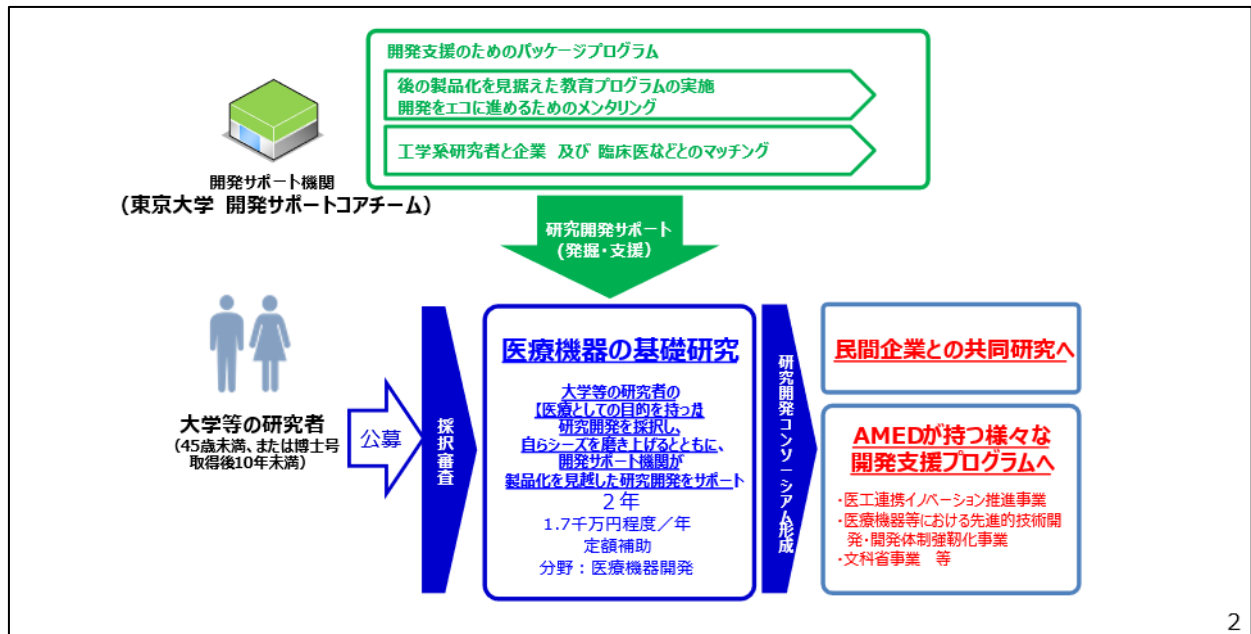 開発支援のためのパッケージプログラム
後の製品化を見据えた教育プログラムの実施
開発をエコに進めるためのメンタリング
工学系研究者と企業 及び 臨床医などとのマッチング
開発サポート機関
(東京大学 開発サポートコアチーム)
研究開発サポート
(発掘・支援)
大学等の研究者
(45歳未満、または博士号
取得後10年未満)
公募
採択審査
医療機器の基礎研究
大学等の研究者の
【医療としての目的を持った】
研究開発を採択し、
自らシーズを磨き上げるとともに、
開発サポート機関が
製品化を見越した研究開発をサポート
2年
1.7千万円程度/年
定額補助
分野:医療機器開発
研究開発コンソーシアム形成
民間企業との共同研究へ
AMEDが持つ様々な
開発支援プログラムへ
・医工連携イノベーション推進事業
・医療機器等における先進的技術開
発・開発体制強靭化事業
・文科省事業 等
2